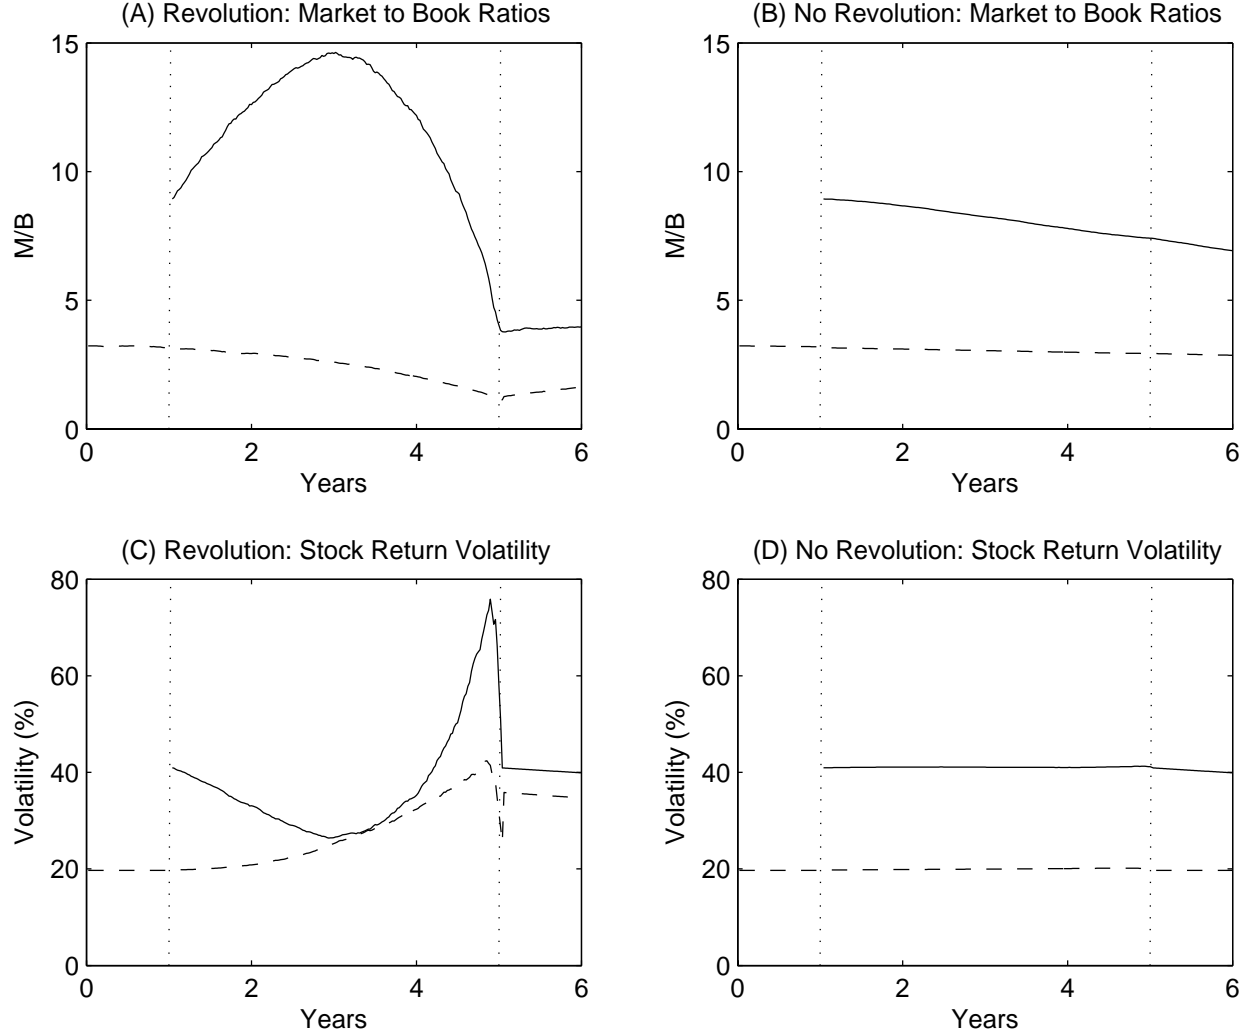 (A) Revolution: Market to Book Ratios
15
10
5
0
M/B
0 2 4 6
Years
(B) No Revolution: Market to Book Ratios
15
10
5
0
M/B
0 2 4 6
Years
(C) Revolution: Stock Return Volatility
80
60
40
20
0
Volatility (%)
0 2 4 6
Years
(D) No Revolution: Stock Return Volatility
80
60
40
20
0
Volatility (%)
0 2 4 6
Years